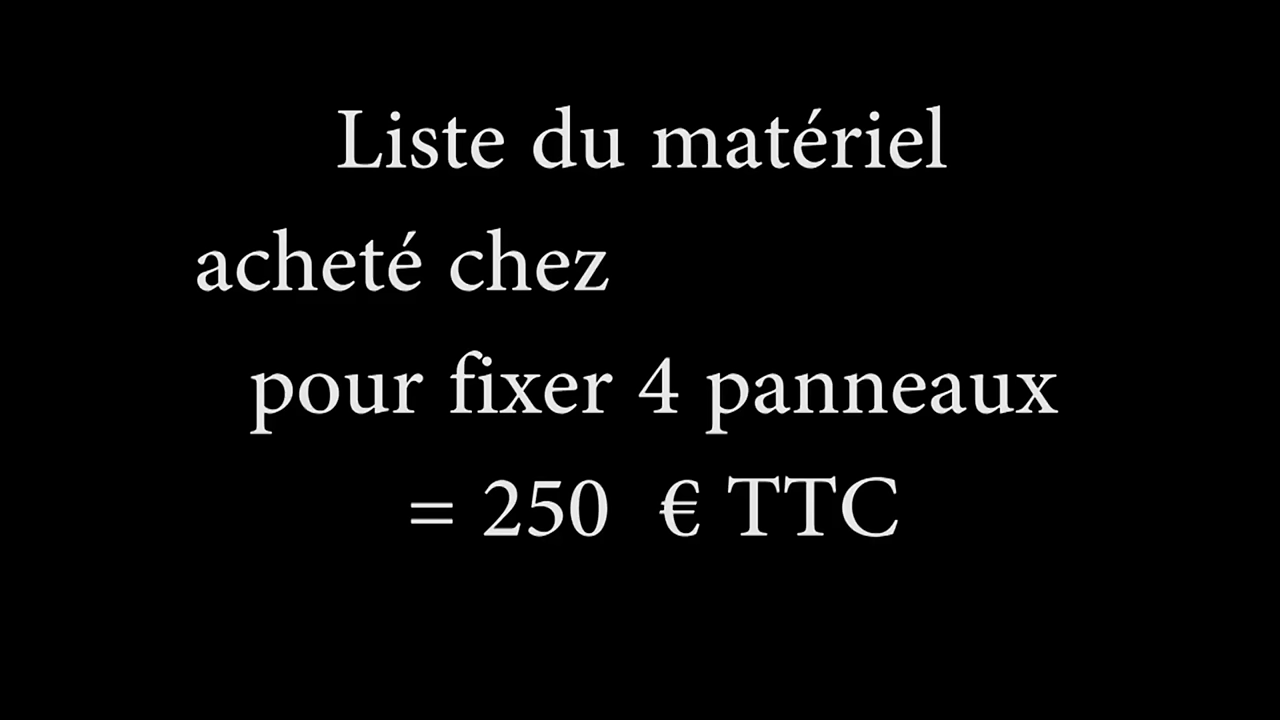 Liste du matériel
acheté chez
pour fixer 4 panneaux
= 250 € TTC